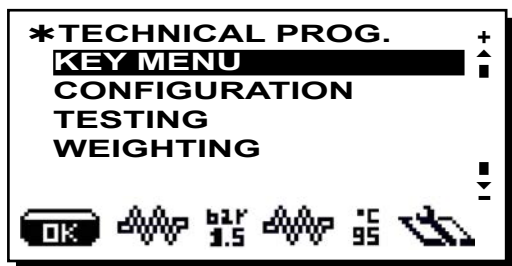 *TECHNICAL PROG.
KEY MENU
CONFIGURATION
TESTING
WEIGHTING
+
-
OK
bar
1.5
°C
95